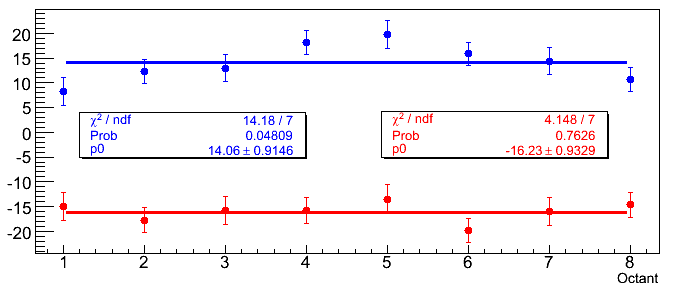 20
15
10
5
0
-5
-10
-15
-20
χ² / ndf 14.18 / 7
Prob 0.04809
p0 14.06 ± 0.9146
χ² / ndf 4.148 / 7
Prob 0.7626
p0 -16.23 ± 0.9329
1 2 3 4 5 6 7 8
Octant